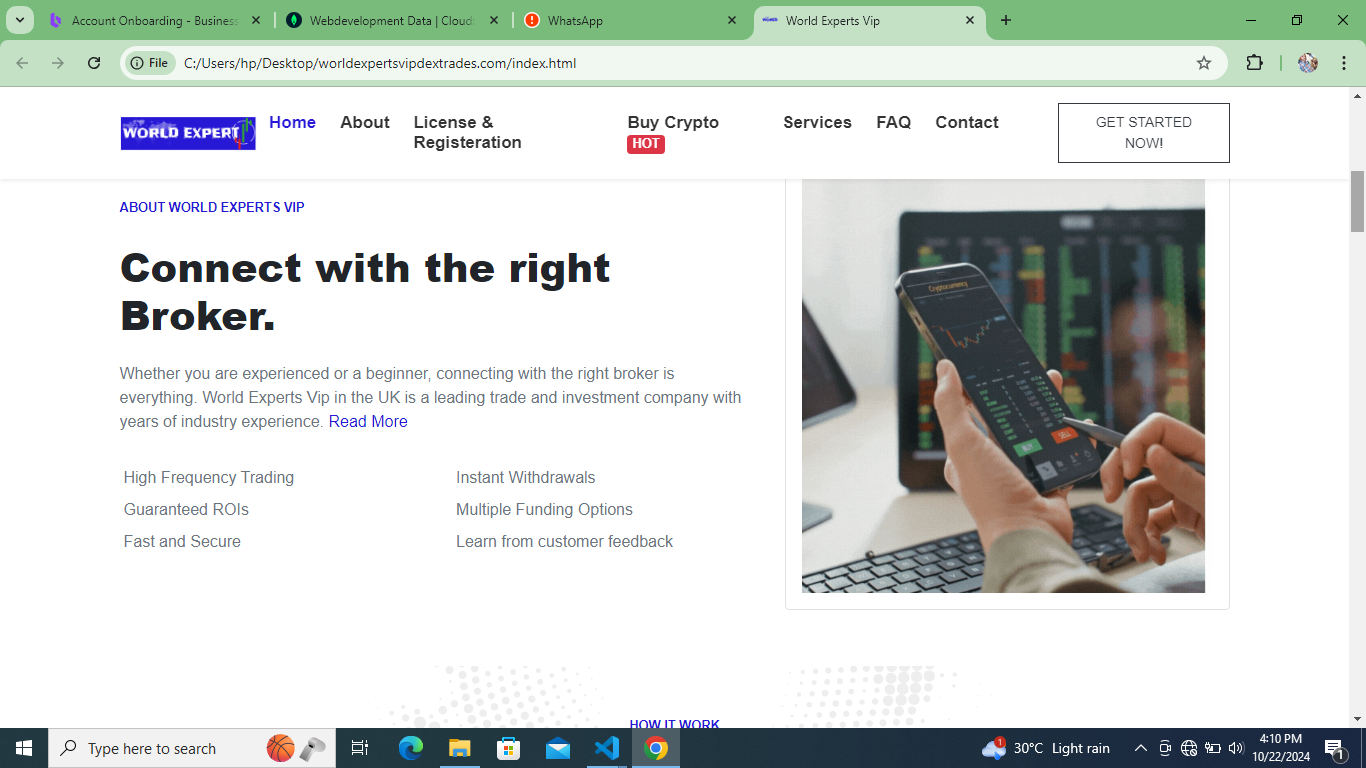 Account Onboarding - Business
Webdevelopment Data | Cloud
WhatsApp
World Experts Vip
File
C:/Users/hp/Desktop/worldexpertsvipdextrades.com/index.html
WORLD EXPERT
Home
About
License &
Registeration
Buy Crypto
HOT
Services
FAQ
Contact
GET STARTED
NOW!
ABOUT WORLD EXPERTS VIP
Connect with the right
Broker.
Whether you are experienced or a beginner, connecting with the right broker is
everything. World Experts Vip in the UK is a leading trade and investment company with
years of industry experience. Read More
High Frequency Trading
Instant Withdrawals
Guaranteed ROIs
Multiple Funding Options
Fast and Secure
Learn from customer feedback
Cryptocurrency
BUY
SELL
HOW IT WORK
Type here to search
1
30°C Light rain
4:10 PM
10/22/2024
1